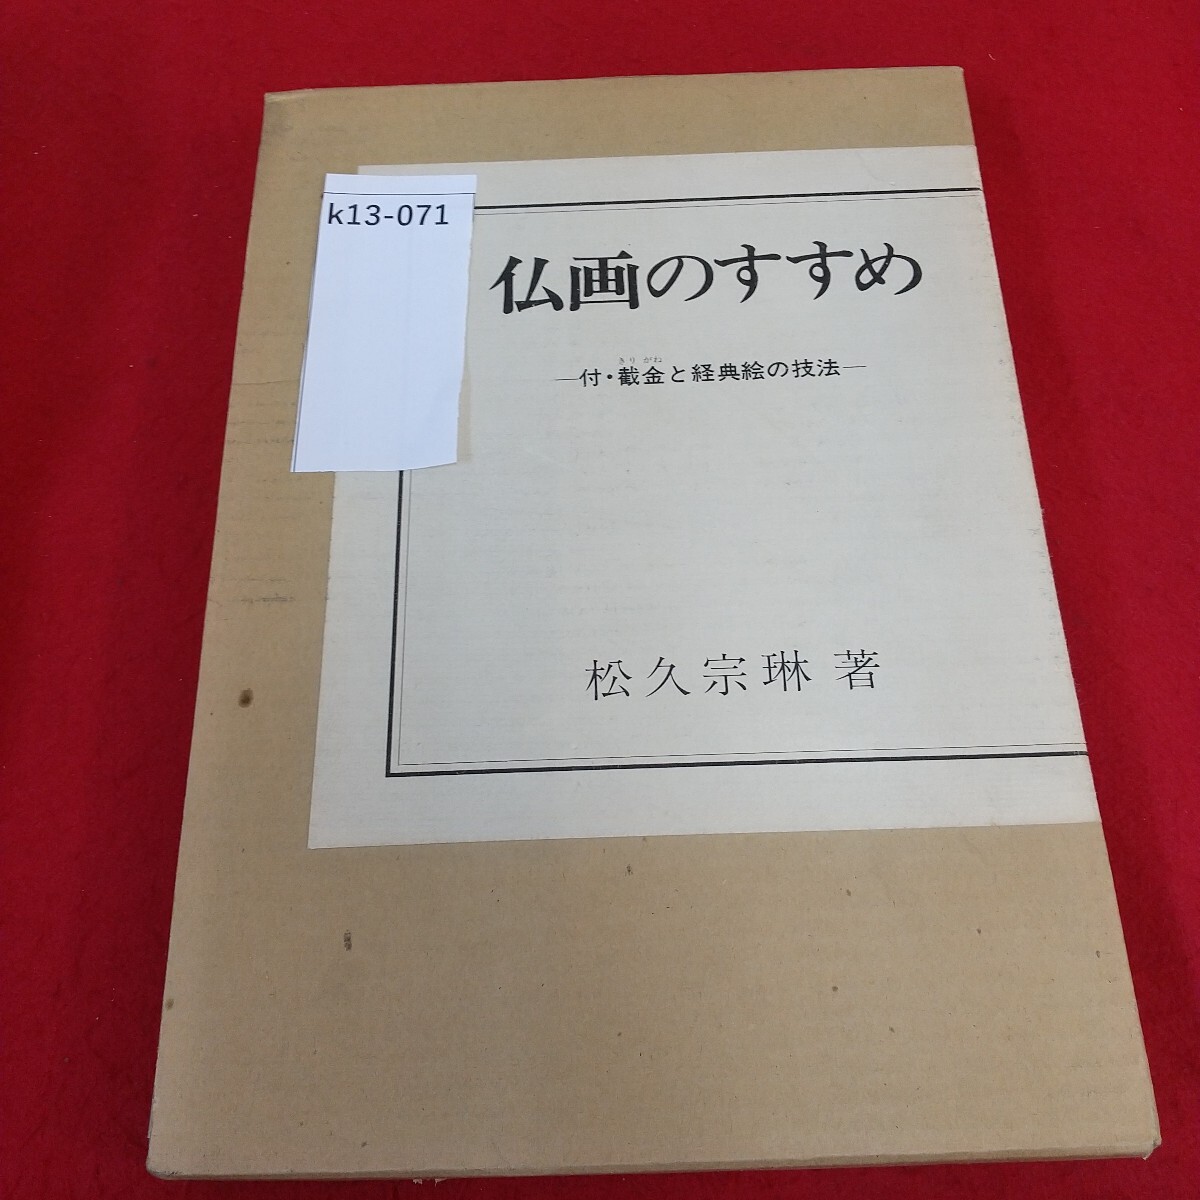 k13-071
仏画のすすめ
きりがね
―付・截金と経典絵の技法―
松久宗琳 著